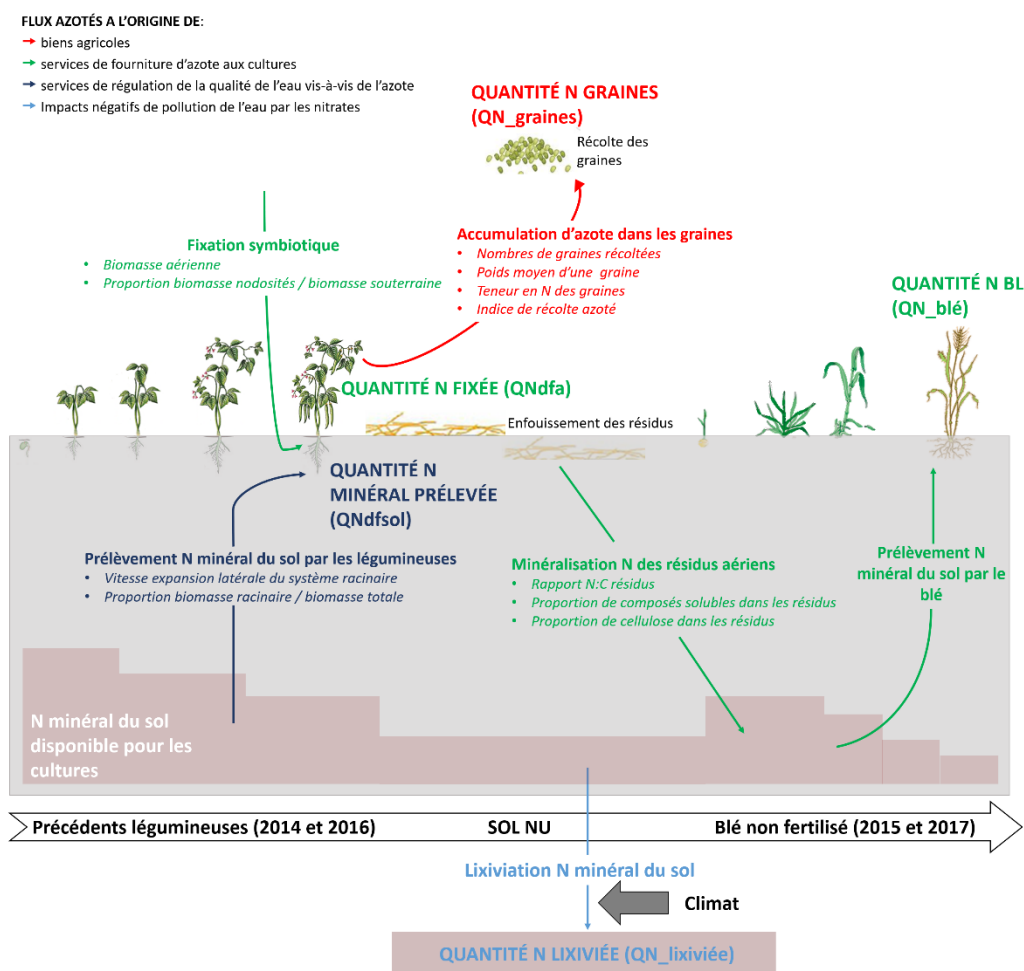 FLUX AZOTÉS A L'ORIGINE DE:
biens agricoles
services de fourniture d'azote aux cultures
services de régulation de la qualité de l'eau vis-à-vis de l'azote
Impacts négatifs de pollution de l'eau par les nitrates
QUANTITÉ N GRAINES
(QN_graines)
Récolte des
graines
Fixation symbiotique
• Biomasse aérienne
• Proportion biomasse nodosités / biomasse souterraine
Accumulation d'azote dans les graines
• Nombres de graines récoltées
• Poids moyen d'une graine
• Teneur en N des graines
• Indice de récolte azoté
QUANTITÉ N BL
(QN_blé)
QUANTITÉ N FIXÉE (QNdfa)
Enfouissement des résidus
QUANTITÉ N
MINÉRAL PRÉLEVÉE
(QNdfsol)
Prélèvement N minéral du sol par les légumineuses
• Vitesse expansion latérale du système racinaire
• Proportion biomasse racinaire / biomasse totale
Minéralisation N des résidus aériens
• Rapport N:C résidus
• Proportion de composés solubles dans les résidus
• Proportion de cellulose dans les résidus
Prélèvement N
minéral du sol par le
blé
N minéral du sol
disponible pour les
cultures
Précédents légumineuses (2014 et 2016)
SOL NU
Blé non fertilisé (2015 et 2017)
Lixiviation N minéral du sol
Climat
QUANTITÉ N LIXIVIÉE (QN_lixiviée)